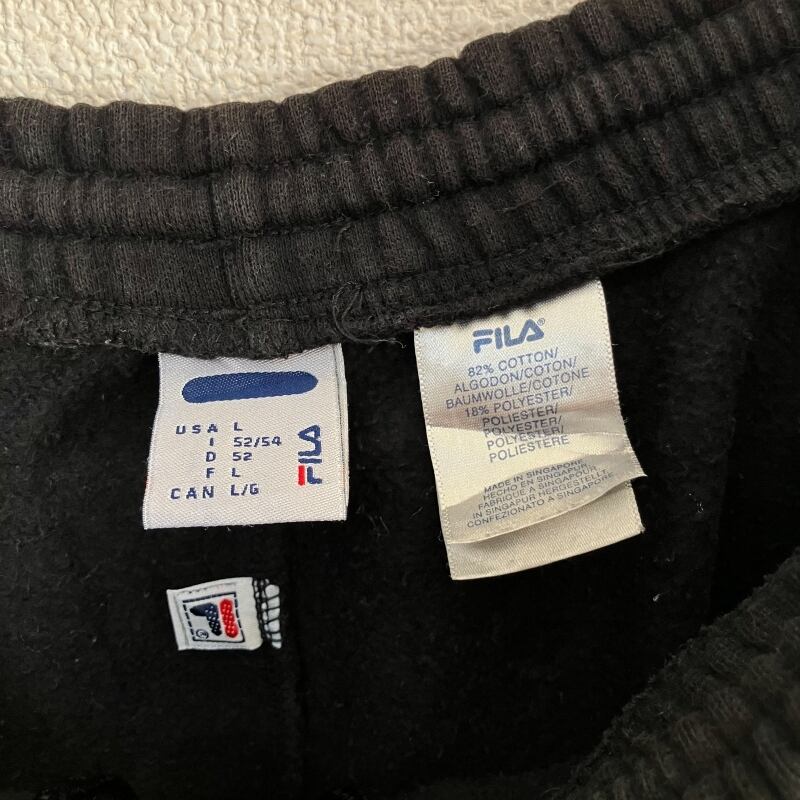 USA L
I 52/54
D 52
F L
CAN L/G
FILA
FILA®
82% COTTON/
ALGODON/COTON/
BAUMWOLLE/COTONE
18% POLYESTER/
POLIESTER/
POLYESTER/
POLYESTER/
POLIESTERE
MADE IN SINGAPORE
HECHO EN SINGAPUR
FABRIQUE A SINGAPOUR
IN SINGAPUR HERGESTELLT
CONFEZIONATO A SINGAPORE
F